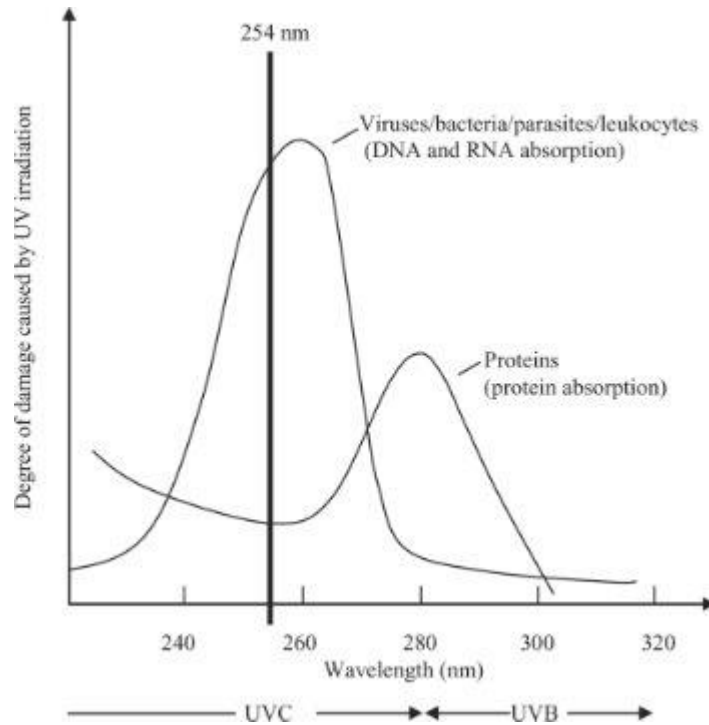 254 nm
Degree of damage caused by UV irradiation
Viruses/bacteria/parasites/leukocytes
(DNA and RNA absorption)
Proteins
(protein absorption)
240 260 280 300 320
Wavelength (nm)
UVC UVB